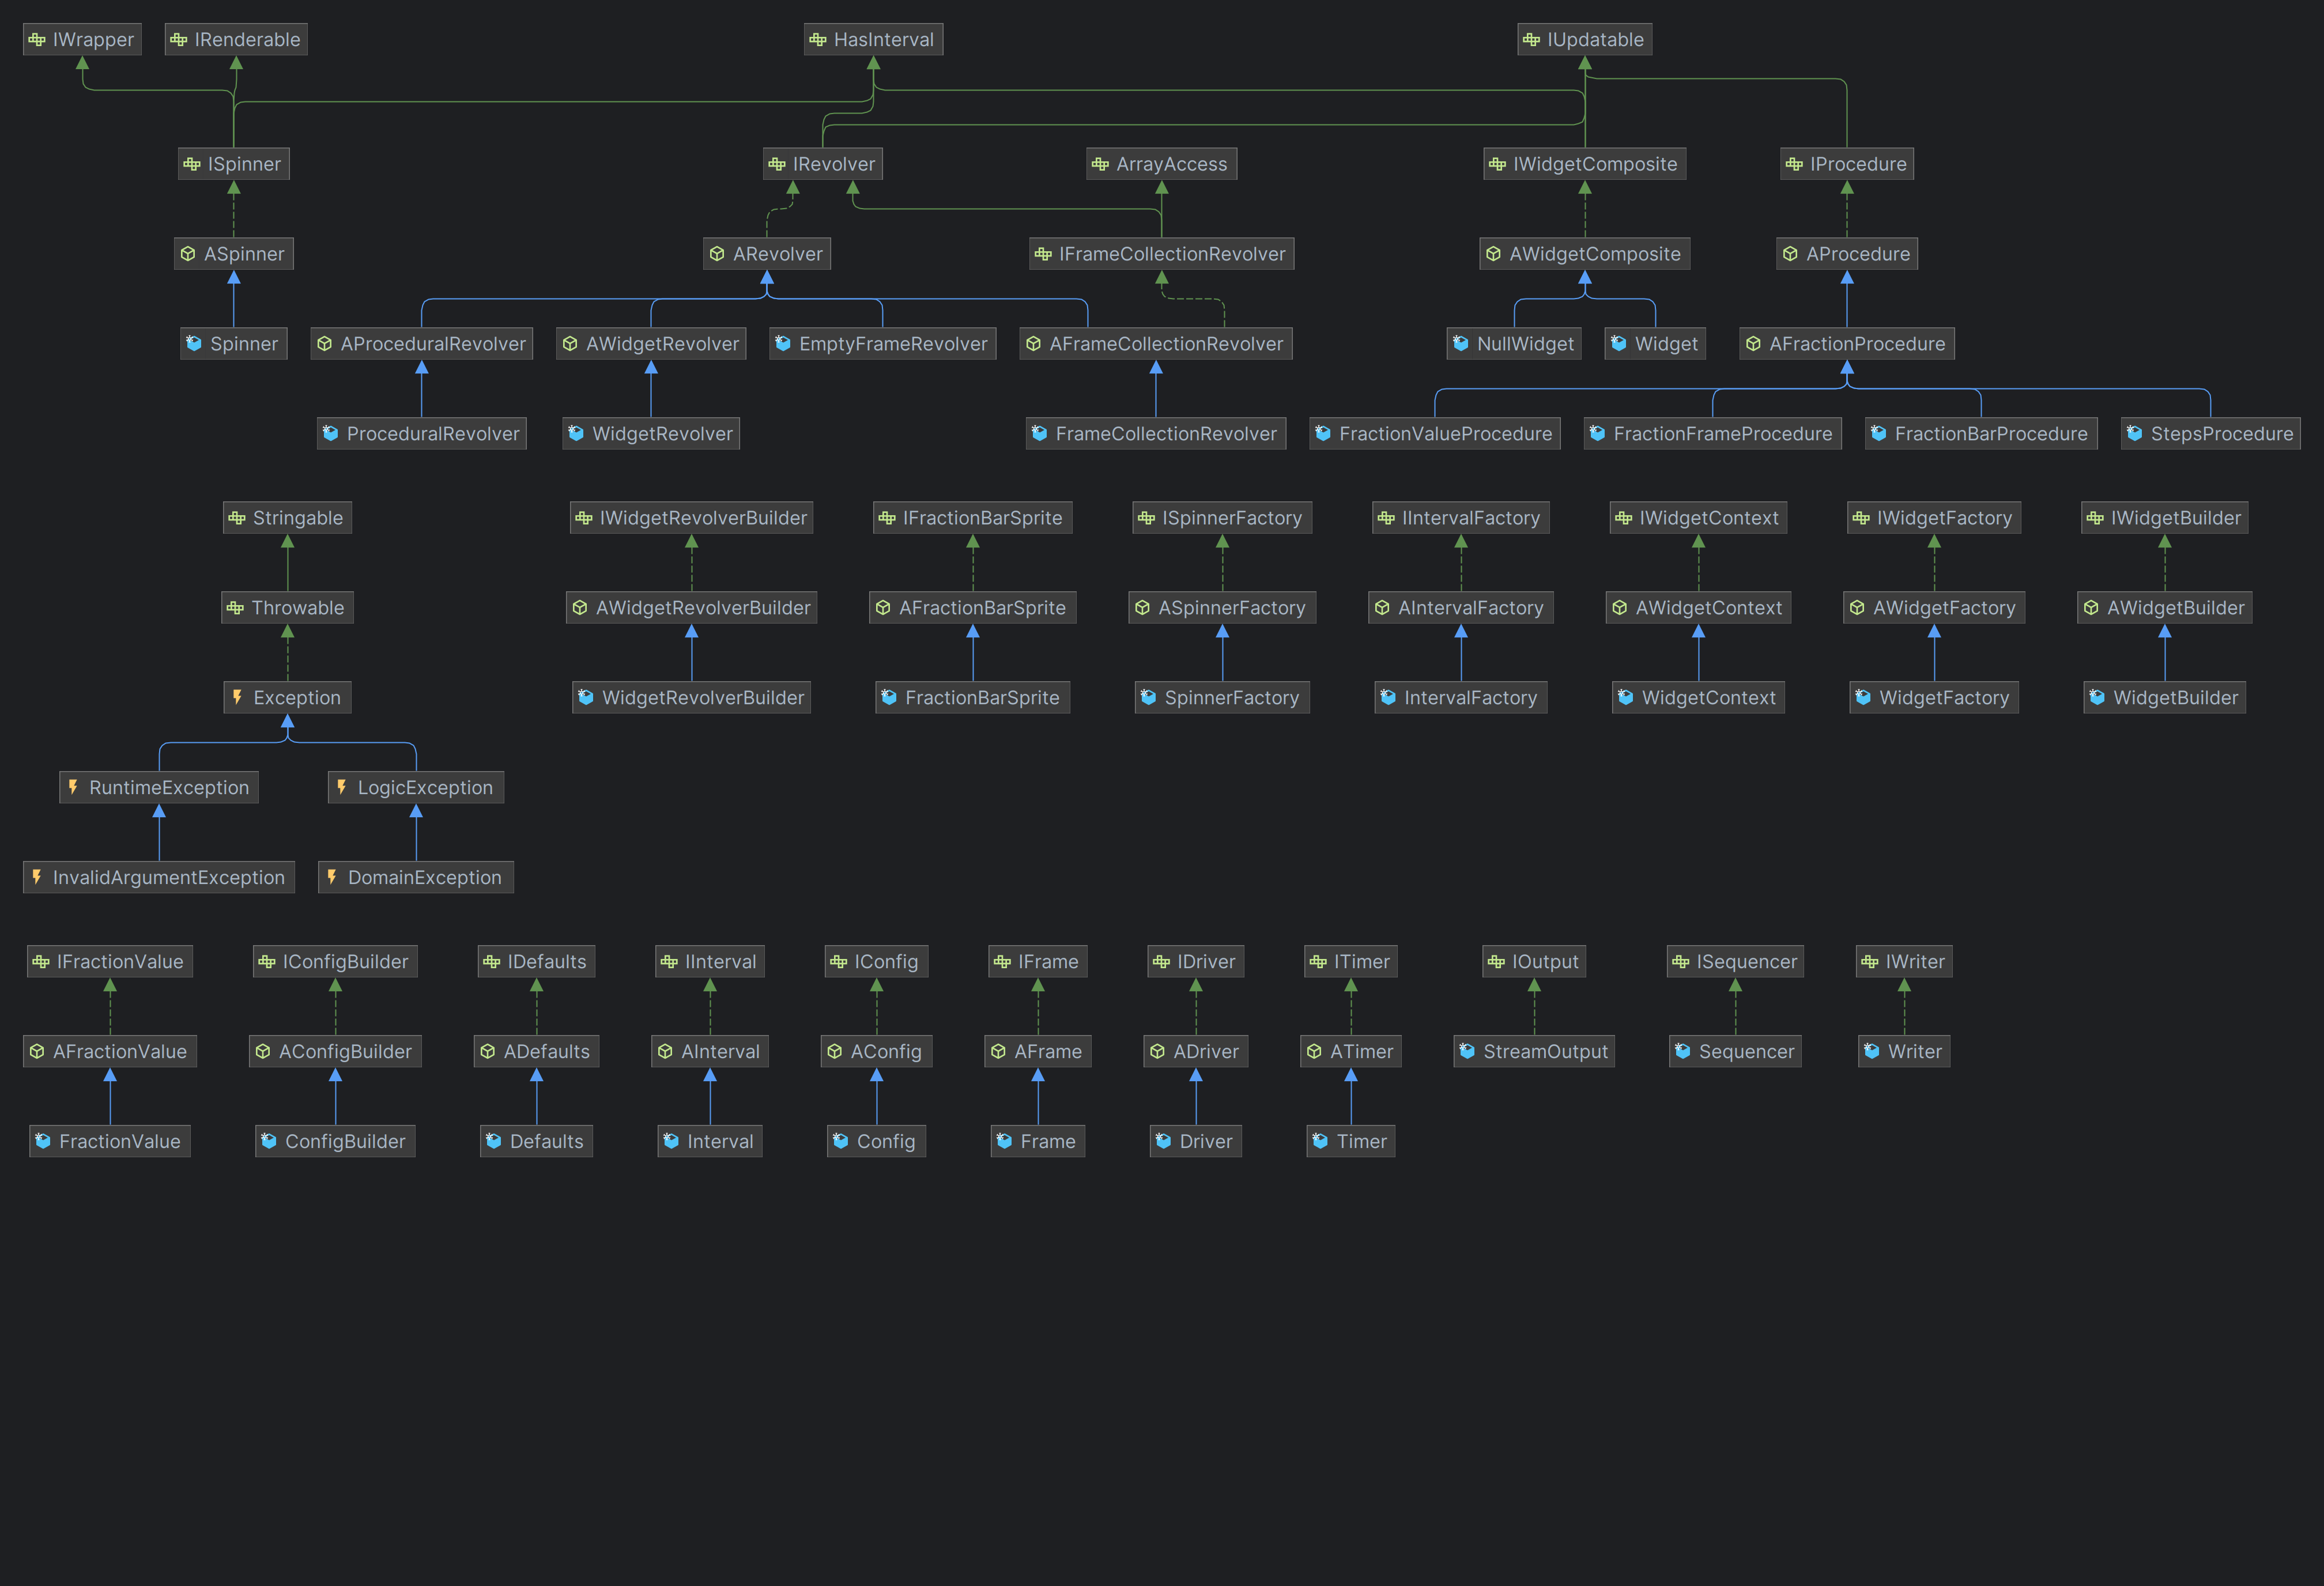 IWrapper
IRenderable
HasInterval
IUpdatable
ISpinner
IRevolver
ArrayAccess
IWidgetComposite
IProcedure
ASpinner
ARevolver
IFrameCollectionRevolver
AWidgetComposite
AProcedure
Spinner
AProceduralRevolver
AWidgetRevolver
EmptyFrameRevolver
AFrameCollectionRevolver
NullWidget
Widget
AFractionProcedure
ProceduralRevolver
WidgetRevolver
FrameCollectionRevolver
FractionValueProcedure
FractionFrameProcedure
FractionBarProcedure
StepsProcedure
Stringable
IWidgetRevolverBuilder
IFractionBarSprite
ISpinnerFactory
IIntervalFactory
IWidgetContext
IWidgetFactory
IWidgetBuilder
Throwable
AWidgetRevolverBuilder
AFractionBarSprite
ASpinnerFactory
AIntervalFactory
AWidgetContext
AWidgetFactory
AWidgetBuilder
Exception
WidgetRevolverBuilder
FractionBarSprite
SpinnerFactory
IntervalFactory
WidgetContext
WidgetFactory
WidgetBuilder
RuntimeException
LogicException
InvalidArgumentException
DomainException
IFractionValue
IConfigBuilder
IDefaults
IInterval
IConfig
IFrame
IDriver
ITimer
IOutput
ISequencer
IWriter
AFractionValue
AConfigBuilder
ADefaults
AInterval
AConfig
AFrame
ADriver
ATimer
StreamOutput
Sequencer
Writer
FractionValue
ConfigBuilder
Defaults
Interval
Config
Frame
Driver
Timer